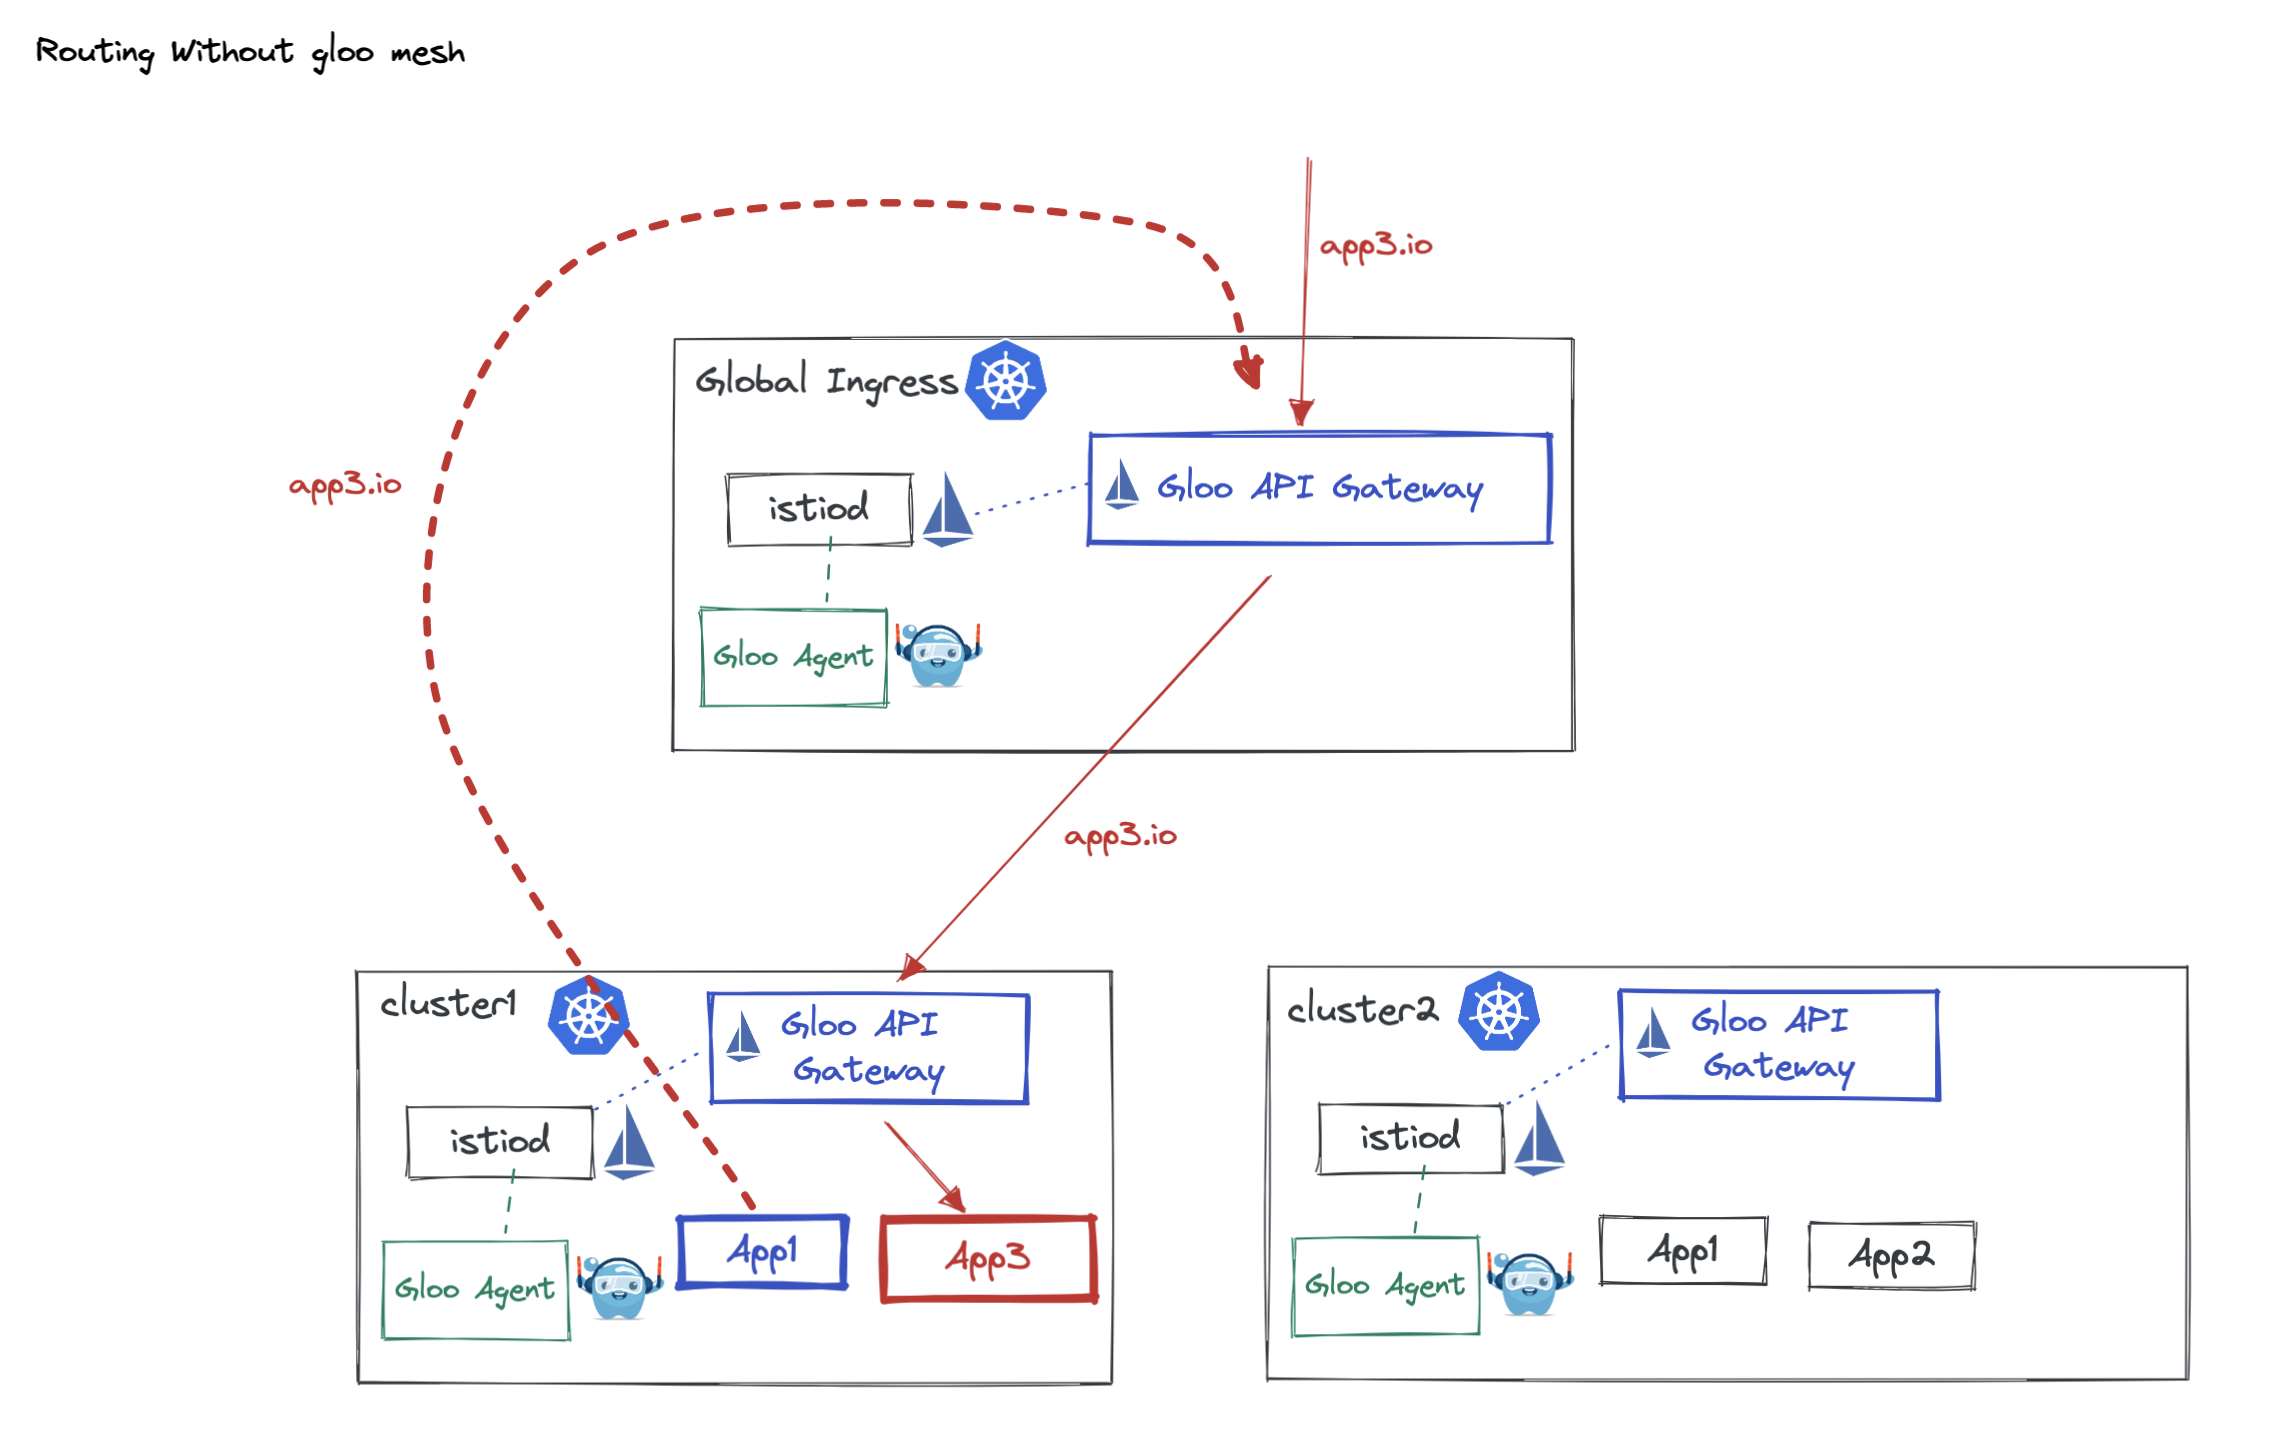 Routing Without gloo mesh
app3.io
Global Ingress
app3.io
istiod
Gloo API Gateway
Gloo Agent
app3.io
cluster1
Gloo API
Gateway
istiod
Gloo Agent
App1
App3
cluster2
Gloo API
Gateway
istiod
Gloo Agent
App1
App2